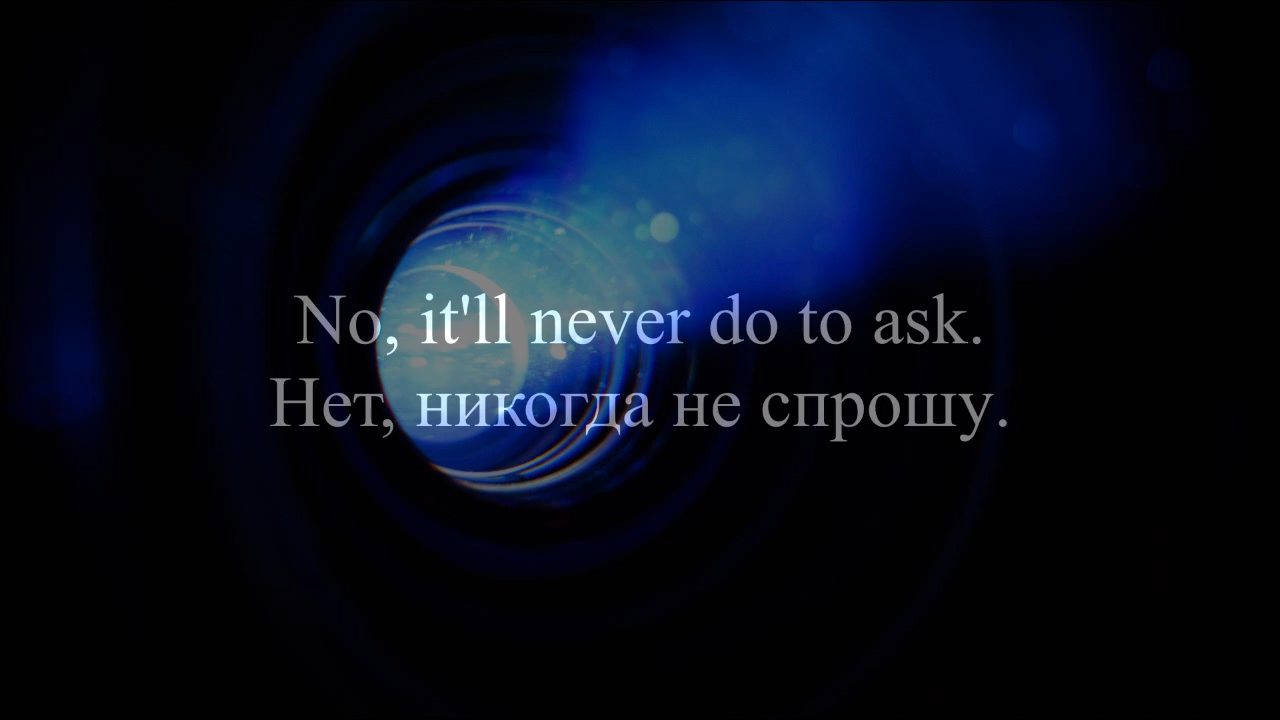 No, it'll never do to ask.
Нет, никогда не спрошу.